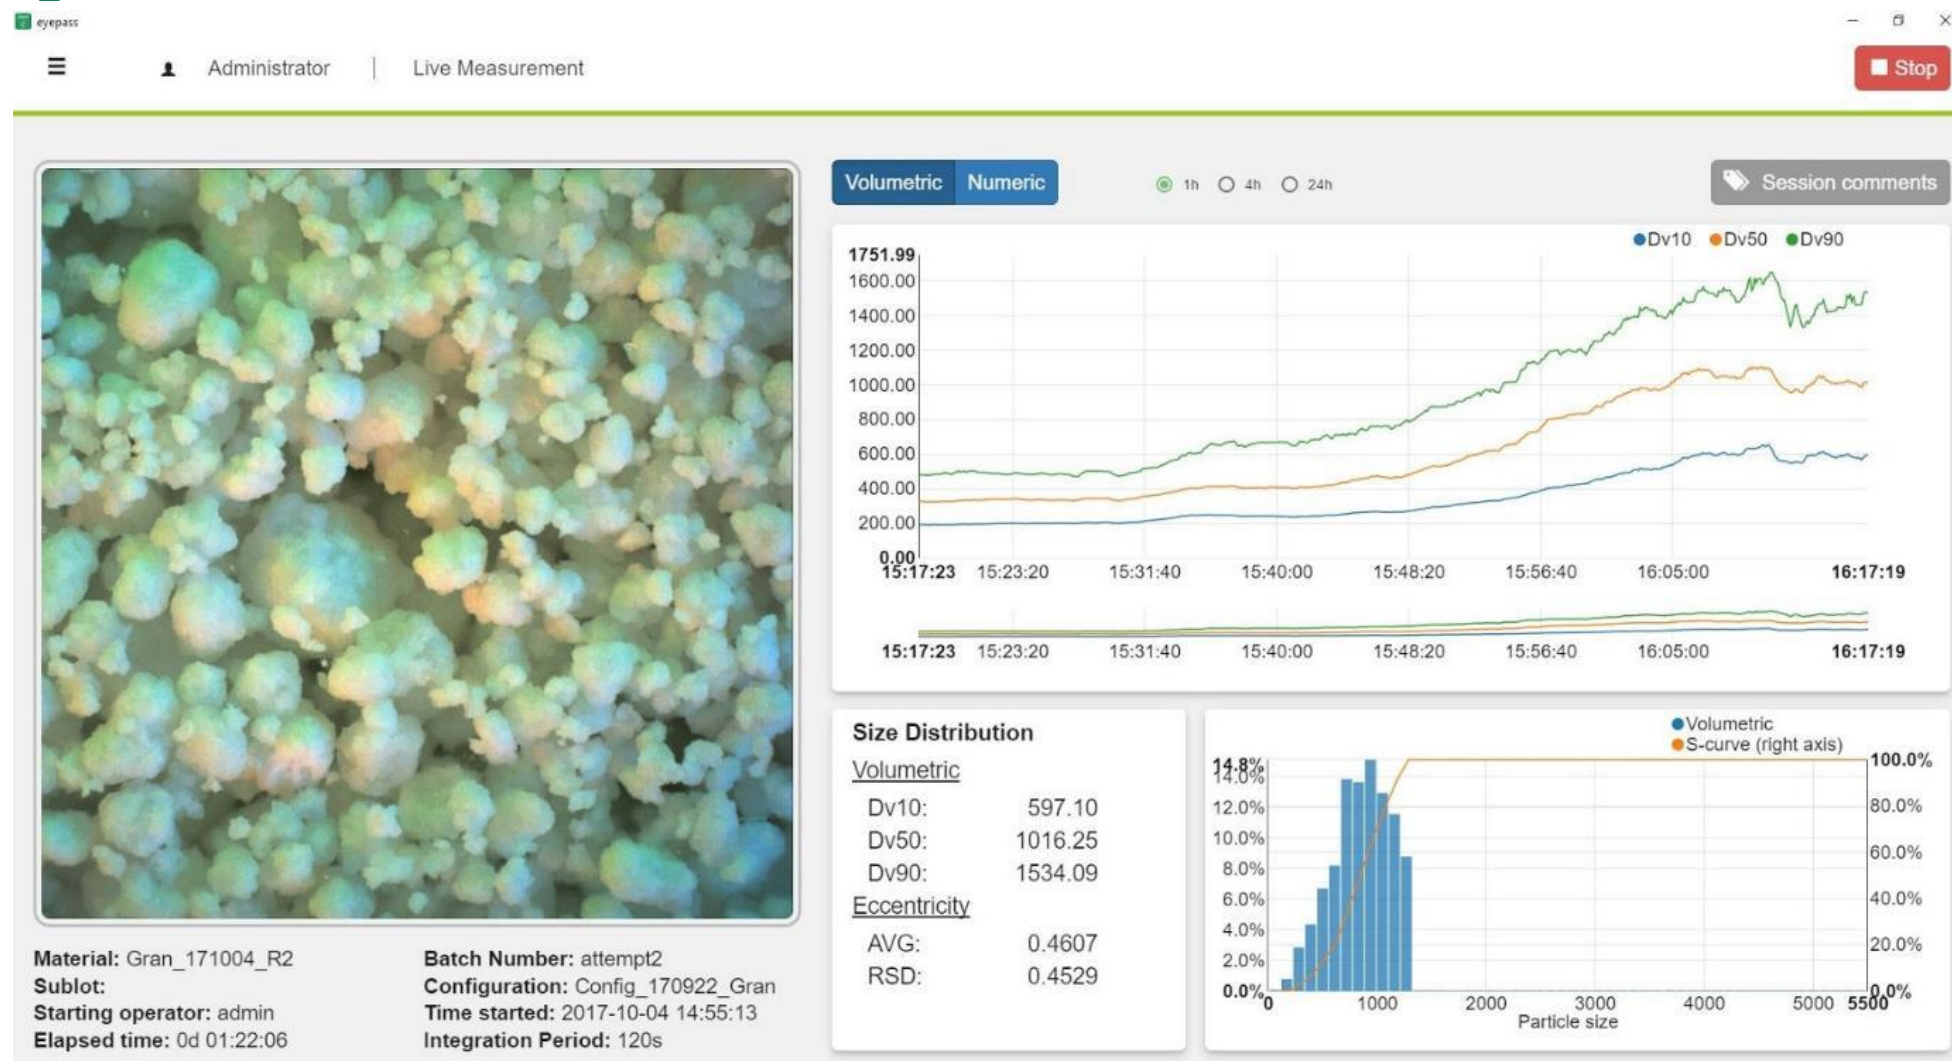 eyepass
Administrator | Live Measurement
Stop
Volumetric Numeric
1h 4h 24h
Session comments
Dv10 Dv50 Dv90
1751.99
1600.00
1400.00
1200.00
1000.00
800.00
600.00
400.00
200.00
0.00
15:17:23 15:23:20 15:31:40 15:40:00 15:48:20 15:56:40 16:05:00 16:17:19
15:17:23 15:23:20 15:31:40 15:40:00 15:48:20 15:56:40 16:05:00 16:17:19
Size Distribution
Volumetric
Dv10: 597.10
Dv50: 1016.25
Dv90: 1534.09
Eccentricity
AVG: 0.4607
RSD: 0.4529
Volumetric
S-curve (right axis)
14.8% 100.0%
14.0%
12.0% 80.0%
10.0%
8.0% 60.0%
6.0% 40.0%
4.0%
2.0% 20.0%
0.0% 0.0%
0 1000 2000 3000 4000 5000 5500
Particle size
Material: Gran_171004_R2
Sublot:
Starting operator: admin
Elapsed time: 0d 01:22:06
Batch Number: attempt2
Configuration: Config_170922_Gran
Time started: 2017-10-04 14:55:13
Integration Period: 120s